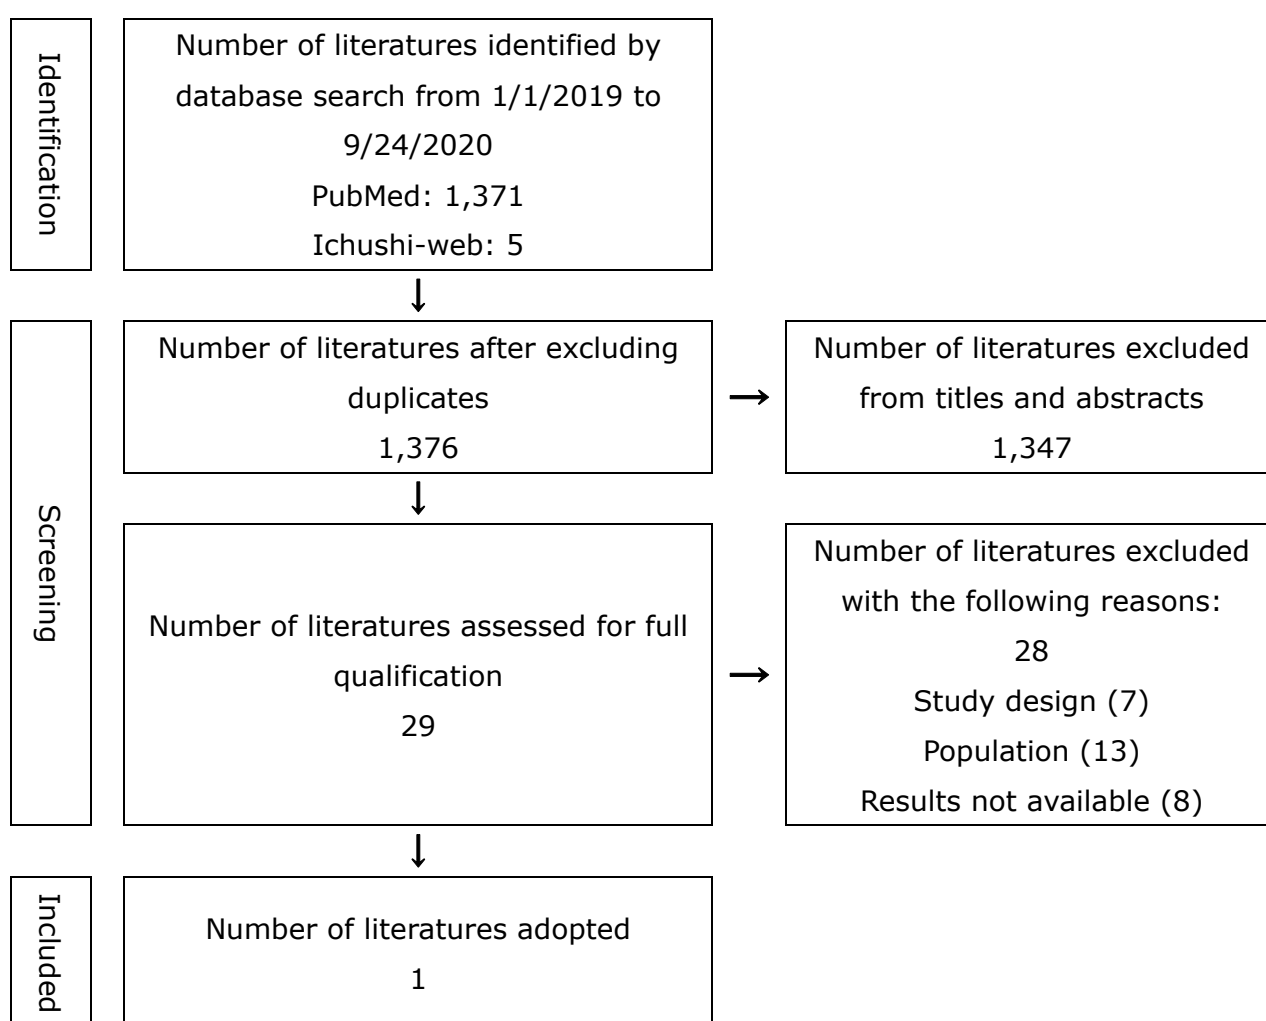 Identification
Number of literatures identified by
database search from 1/1/2019 to
9/24/2020
PubMed: 1,371
Ichushi-web: 5
Screening
Number of literatures after excluding
duplicates
1,376
Number of literatures excluded
from titles and abstracts
1,347
Number of literatures assessed for full
qualification
29
Number of literatures excluded
with the following reasons:
28
Study design (7)
Population (13)
Results not available (8)
Included
Number of literatures adopted
1